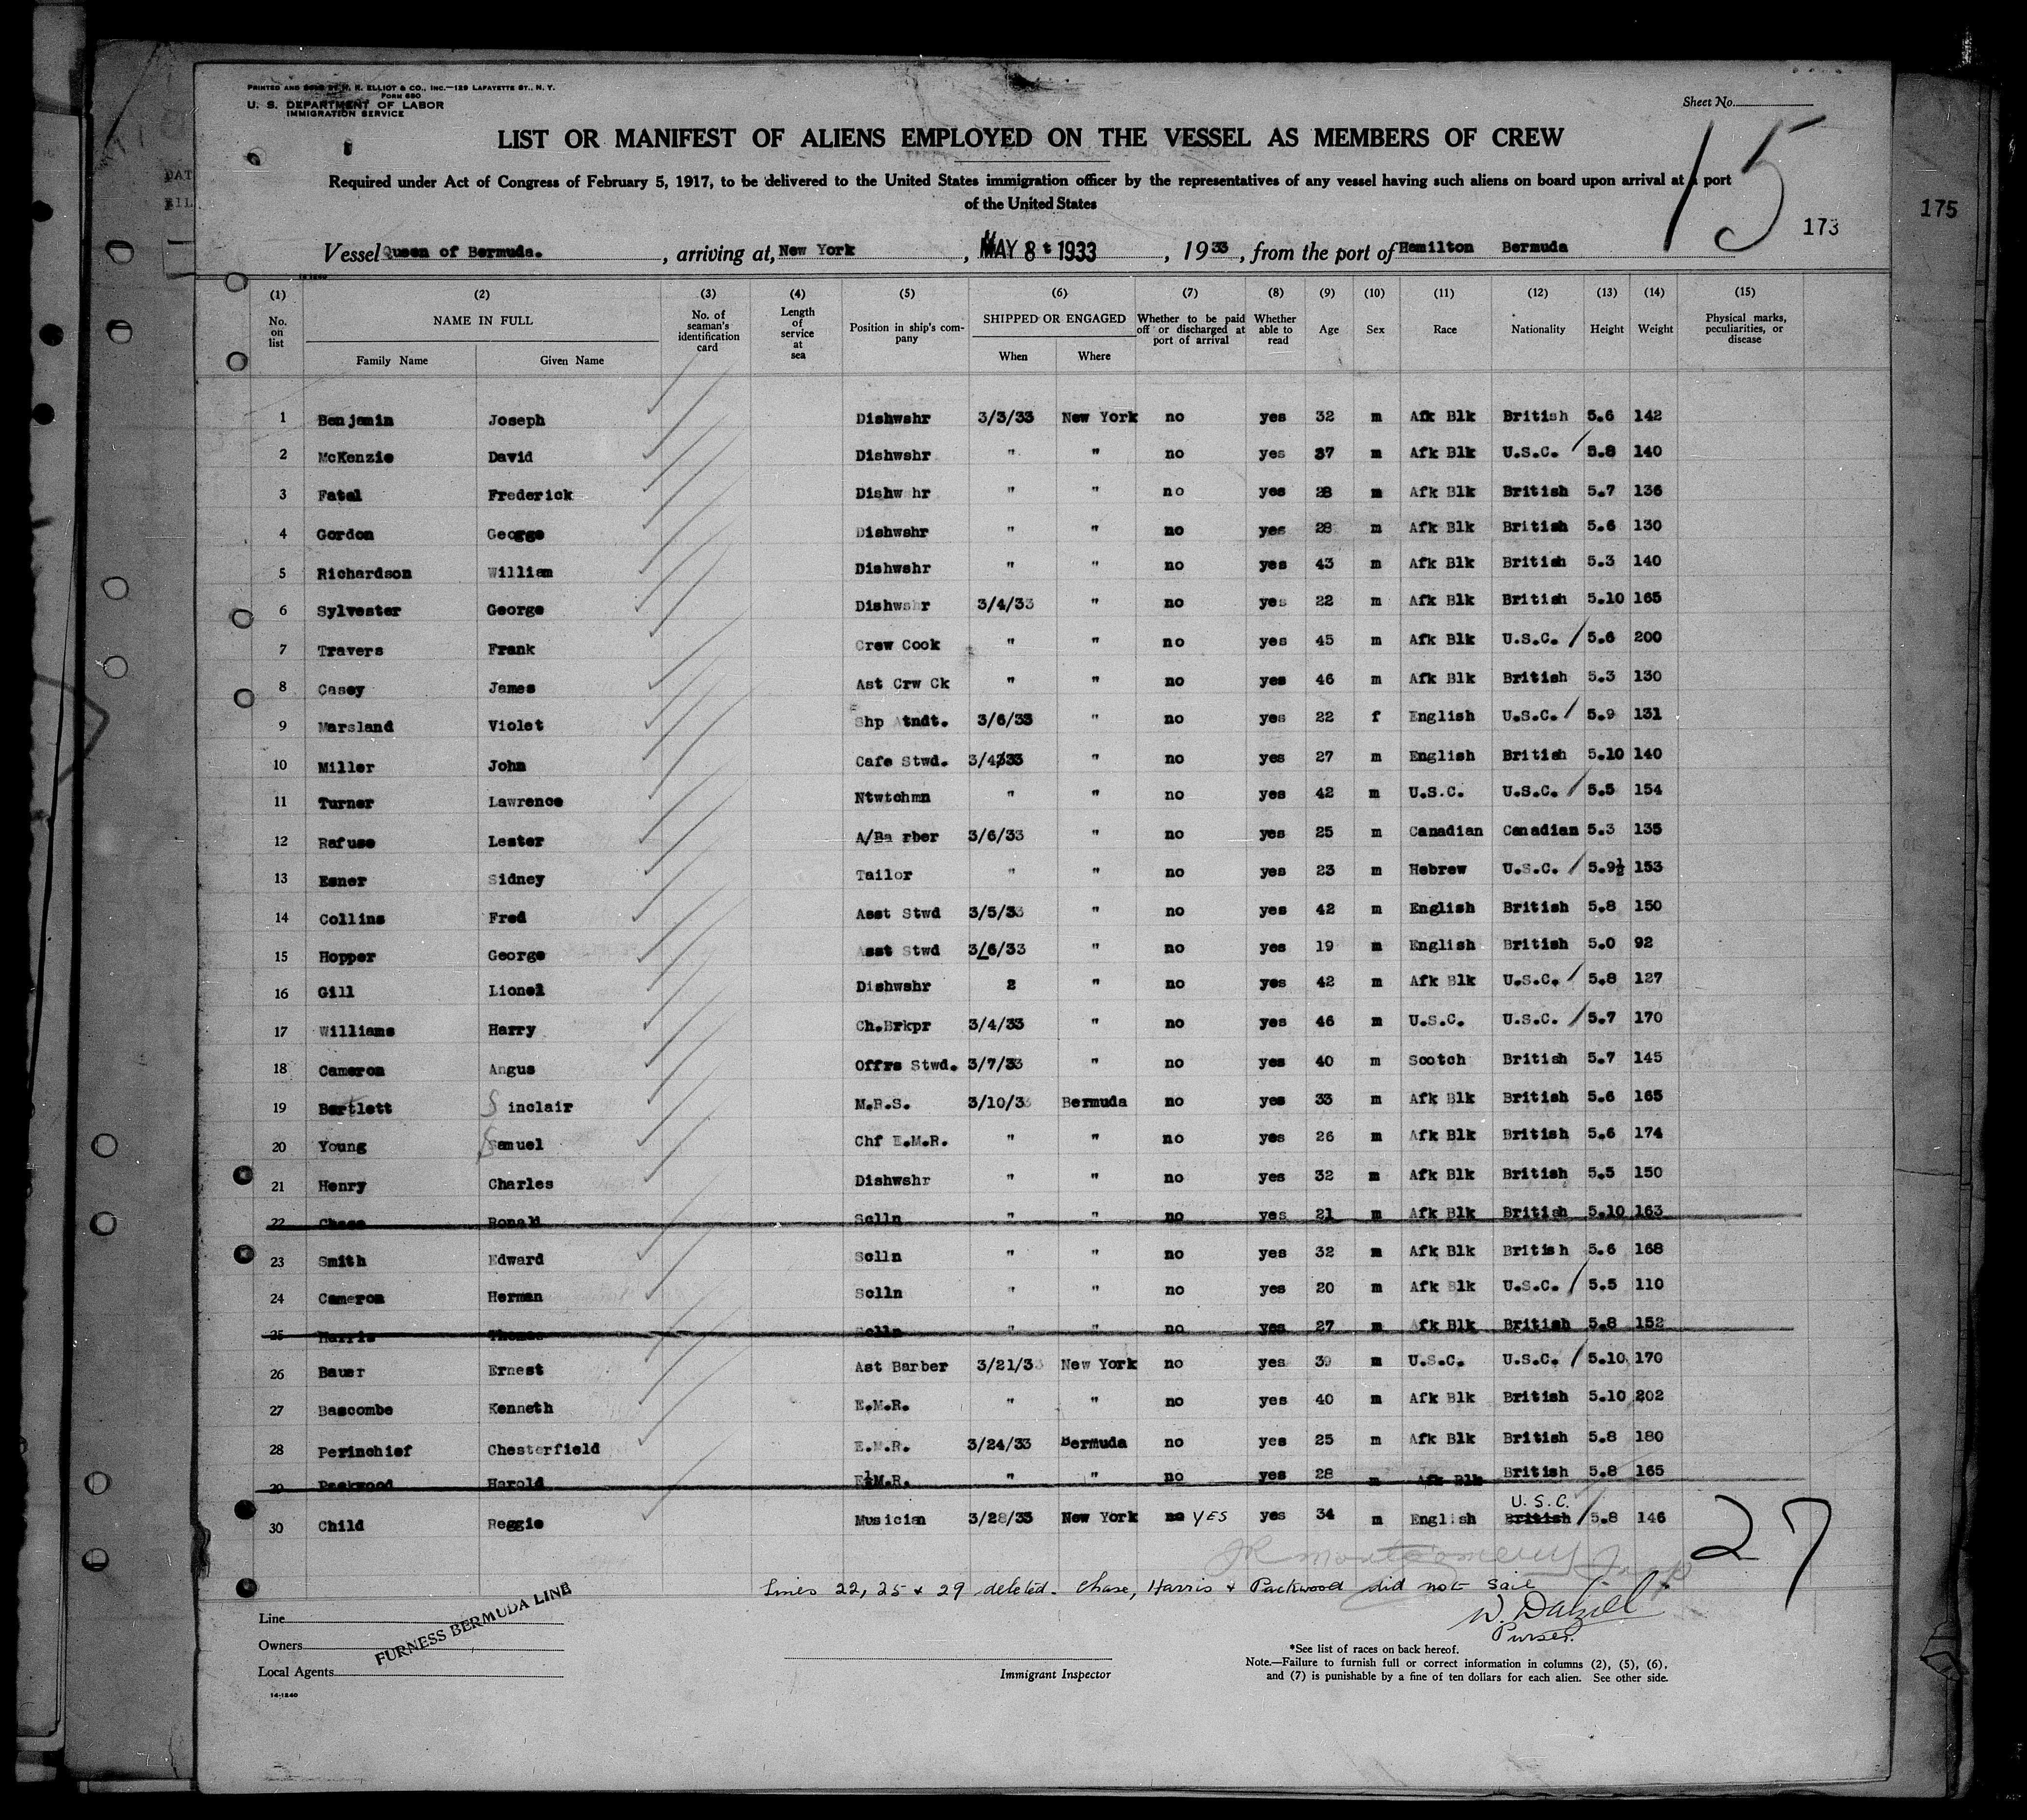 PRINTED AND SOLD BY W. R. ELLIOT & CO., INC.—129 LAFAYETTE ST., N. Y.
FORM 680
U. S. DEPARTMENT OF LABOR
IMMIGRATION SERVICE
Sheet No.
LIST OR MANIFEST OF ALIENS EMPLOYED ON THE VESSEL AS MEMBERS OF CREW
15
Required under Act of Congress of February 5, 1917, to be delivered to the United States immigration officer by the representatives of any vessel having such aliens on board upon arrival at a port
of the United States
173
175
Vessel Queen of Bermuda. , arriving at, New York , MAY 8 t 1933 , 19 33 , from the port of Hamilton Bermuda
(1) (2) (3) (4) (5) (6) (7) (8) (9) (10) (11) (12) (13) (14) (15)
No. on list NAME IN FULL Family Name Given Name No. of seaman's identification card Length of service at sea Position in ship's company SHIPPED OR ENGAGED When Where Whether to be paid off or discharged at port of arrival Whether able to read Age Sex Race Nationality Height Weight Physical marks, peculiarities, or disease
1 Benjamin Joseph Dishwshr 3/3/33 New York no yes 32 m Afk Blk British 5.6 142
2 McKenzie David Dishwshr " " no yes 37 m Afk Blk U.S.C. 5.8 140
3 Fatal Frederick Dishw hr " " no yes 28 m Afk Blk British 5.7 136
4 Gordon Geogge Dishwshr " " no yes 28 m Afk Blk British 5.6 130
5 Richardson William Dishwshr " " no yes 43 m Afk Blk British 5.3 140
6 Sylvester George Dishwshr 3/4/33 " no yes 22 m Afk Blk British 5.10 165
7 Travers Frank Crew Cook " " no yes 45 m Afk Blk U.S.C. 5.6 200
8 Casey James Ast Crw Ck " " no yes 46 m Afk Blk British 5.3 130
9 Marsland Violet Shp Atndt. 3/6/33 " no yes 22 f English U.S.C. 5.9 131
10 Miller John Cafe Stwd. 3/4/33 " no yes 27 m English British 5.10 140
11 Turner Lawrence Ntwtchmn " " no yes 42 m U.S.C. U.S.C. 5.5 154
12 Rafuse Lester A/Ba rber 3/6/33 " no yes 25 m Canadian Canadian 5.3 135
13 Esner Sidney Tailor " " no yes 23 m Hebrew U.S.C. 5.9½ 153
14 Collins Fred Asst Stwd 3/5/33 " no yes 42 m English British 5.8 150
15 Hopper George Asst Stwd 3/6/33 " no yes 19 m English British 5.0 92
16 Gill Lionel Dishwshr 2 " no yes 42 m Afk Blk U.S.C. 5.8 127
17 Williams Harry Ch.Brkpr 3/4/33 " no yes 46 m U.S.C. U.S.C. 5.7 170
18 Cameron Angus Offrs Stwd. 3/7/33 " no yes 40 m Scotch British 5.7 145
19 Bartlett Sinclair M.R.S. 3/10/33 Bermuda no yes 33 m Afk Blk British 5.6 165
20 Young Samuel Chf E.M.R. " " no yes 26 m Afk Blk British 5.6 174
21 Henry Charles Dishwshr " " no yes 32 m Afk Blk British 5.5 150
22 Chase Ronald Sclln " " no yes 21 m Afk Blk British 5.10 163
23 Smith Edward Sclln " " no yes 32 m Afk Blk British 5.6 168
24 Cameron Herman Sclln " " no yes 20 m Afk Blk U.S.C. 5.5 110
25 Harris Thomas Sclln " " no yes 27 m Afk Blk British 5.8 152
26 Bauer Ernest Ast Barber 3/21/33 New York no yes 39 m U.S.C. U.S.C. 5.10 170
27 Bascombe Kenneth E.M.R. " " no yes 40 m Afk Blk British 5.10 202
28 Perinchief Chesterfield E.M.R. 3/24/33 Bermuda no yes 25 m Afk Blk British 5.8 180
29 Packwood Harold E.M.R. " " no yes 28 m Afk Blk British 5.8 165
30 Child Reggie Musician 3/28/33 New York no YES yes 34 m English British U.S.C. 5.8 146
27
JR Montgomery Insp
Lines 22, 25 & 29 deleted. Chase, Harris & Packwood did not sail
W. Dalziell
Purser.
Line
Owners
Local Agents
FURNESS BERMUDA LINE
14-1240
Immigrant Inspector
*See list of races on back hereof.
Note.—Failure to furnish full or correct information in columns (2), (5), (6),
and (7) is punishable by a fine of ten dollars for each alien. See other side.